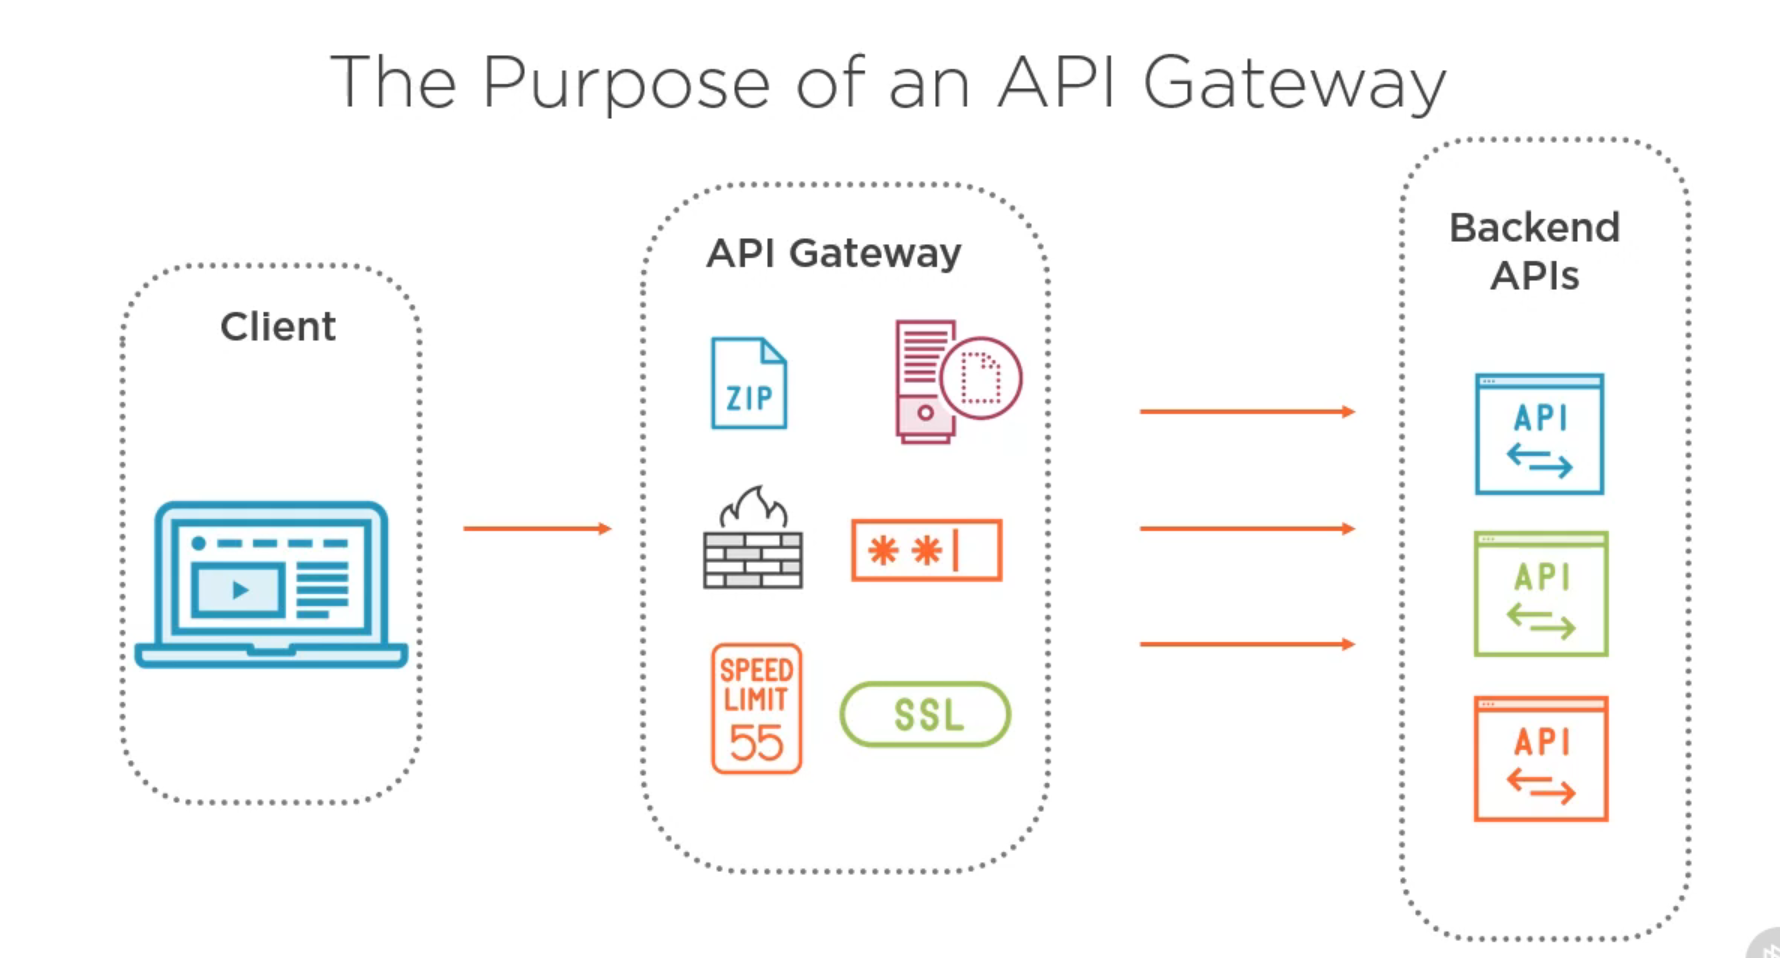 The Purpose of an API Gateway
Client
API Gateway
ZIP
**|
SPEED
LIMIT
55
SSL
Backend
APIs
API
API
API